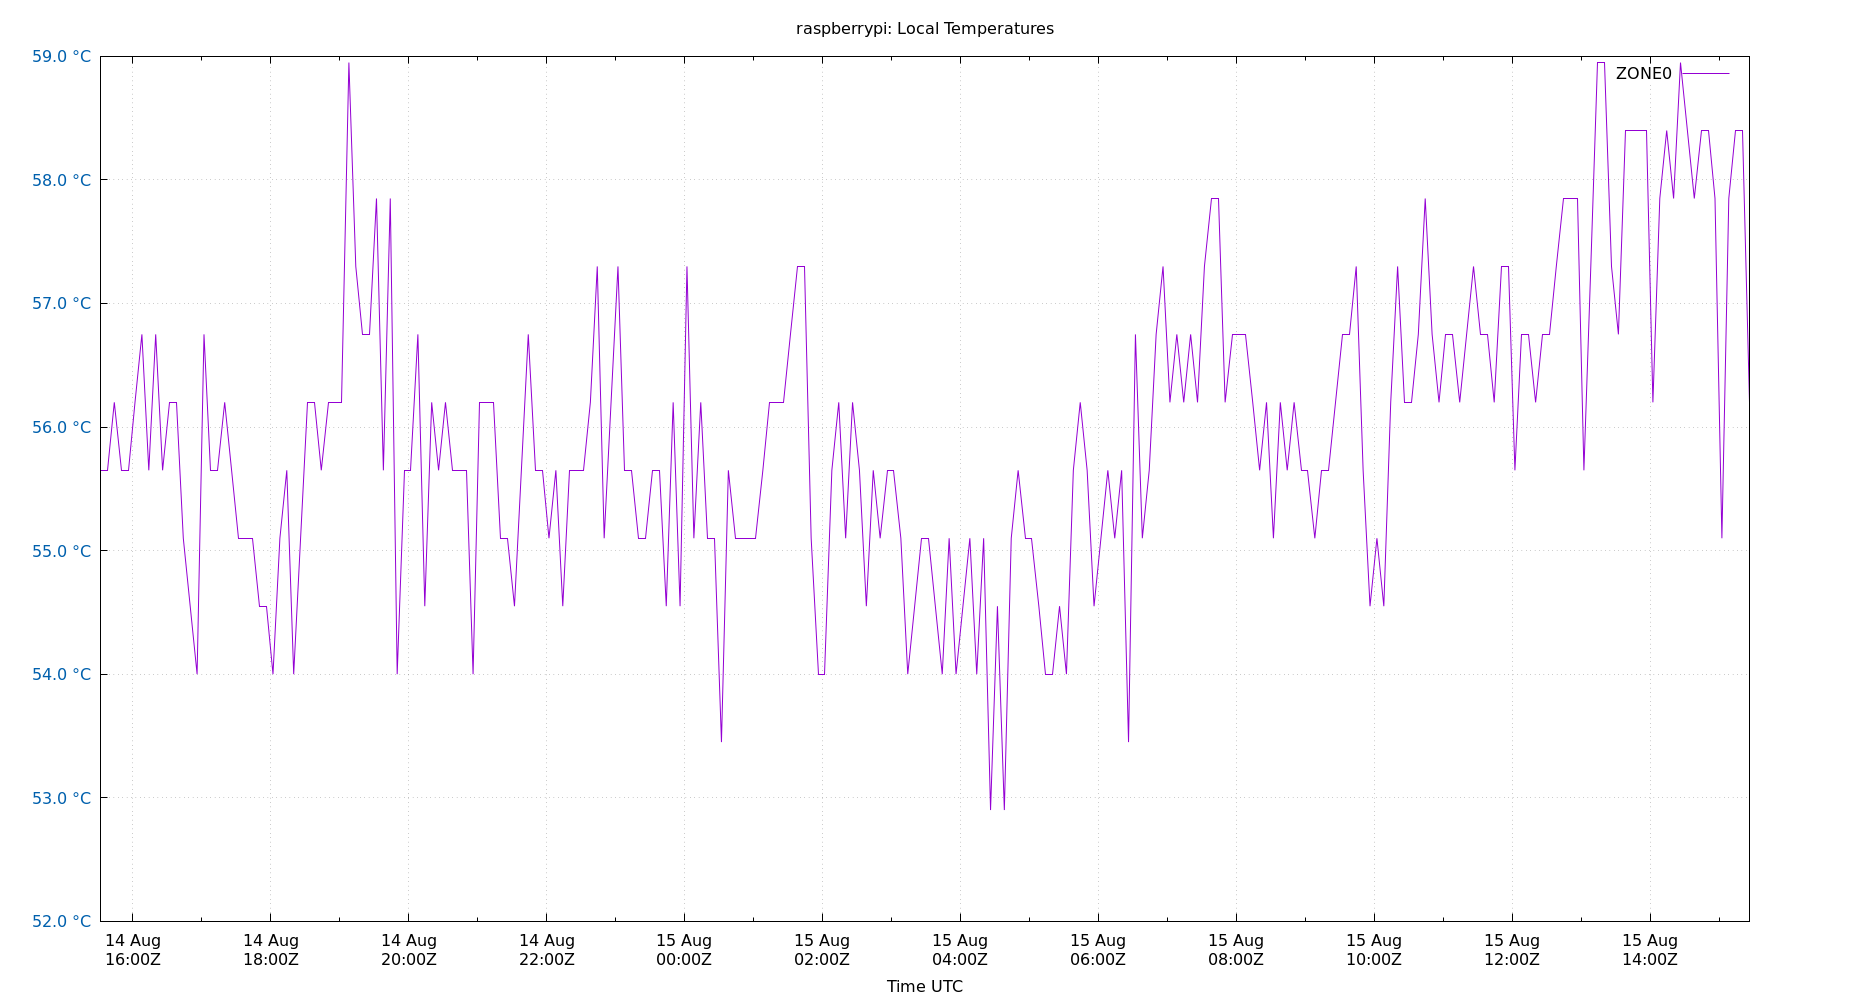 raspberrypi: Local Temperatures
59.0 °C
ZONE0
58.0 °C
57.0 °C
56.0 °C
55.0 °C
54.0 °C
53.0 °C
52.0 °C
14 Aug 14 Aug 14 Aug 14 Aug 15 Aug 15 Aug 15 Aug 15 Aug 15 Aug 15 Aug 15 Aug 15 Aug
16:00Z 18:00Z 20:00Z 22:00Z 00:00Z 02:00Z 04:00Z 06:00Z 08:00Z 10:00Z 12:00Z 14:00Z
Time UTC